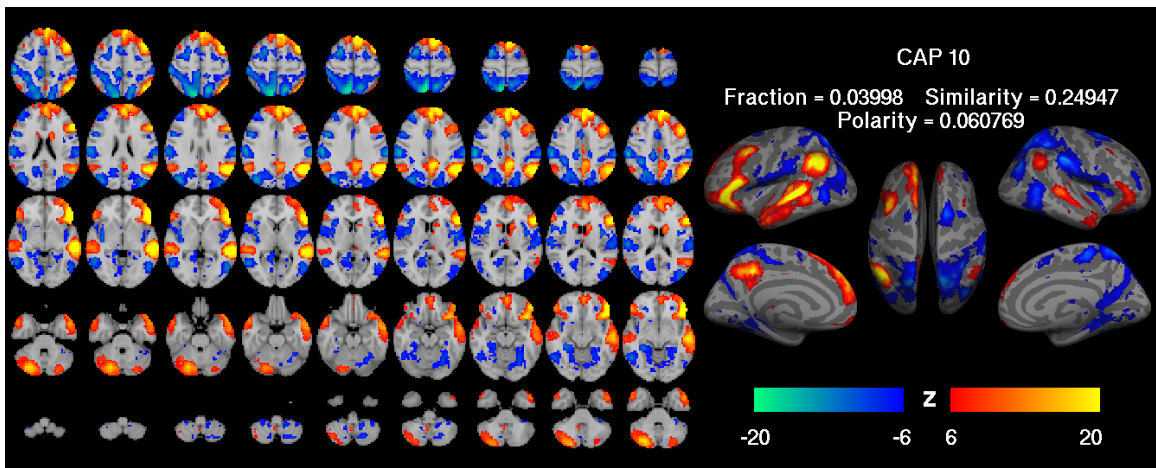 CAP 10
Fraction = 0.03998 Similarity = 0.24947
Polarity = 0.060769
Z
-20 -6 6 20